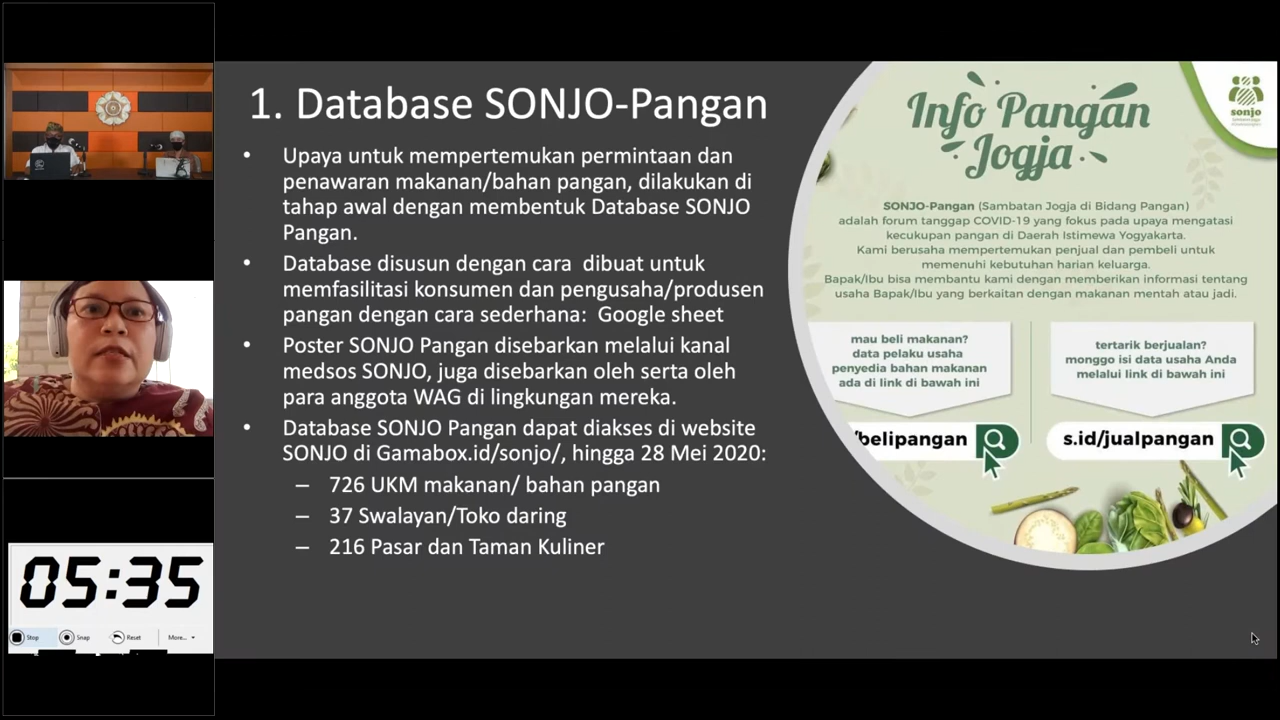 1. Database SONJO-Pangan
• Upaya untuk mempertemukan permintaan dan
penawaran makanan/bahan pangan, dilakukan di
tahap awal dengan membentuk Database SONJO
Pangan.
• Database disusun dengan cara  dibuat untuk
memfasilitasi konsumen dan pengusaha/produsen
pangan dengan cara sederhana:  Google sheet
• Poster SONJO Pangan disebarkan melalui kanal
medsos SONJO, juga disebarkan oleh serta oleh
para anggota WAG di lingkungan mereka.
• Database SONJO Pangan dapat diakses di website
SONJO di Gamabox.id/sonjo/, hingga 28 Mei 2020:
– 726 UKM makanan/ bahan pangan
– 37 Swalayan/Toko daring
– 216 Pasar dan Taman Kuliner
Info Pangan
Jogja
sonjo
SONJO-Pangan (Sambatan Jogja di Bidang Pangan)
adalah forum tanggap COVID-19 yang fokus pada upaya mengatasi
kecukupan pangan di Daerah Istimewa Yogyakarta.
Kami berusaha mempertemukan penjual dan pembeli untuk
memenuhi kebutuhan harian keluarga.
Bapak/Ibu bisa membantu kami dengan memberikan informasi tentang
usaha Bapak/Ibu yang berkaitan dengan makanan mentah atau jadi.
mau beli makanan?
data pelaku usaha
penyedia bahan makanan
ada di link di bawah ini
tertarik berjualan?
monggo isi data usaha Anda
melalui link di bawah ini
/belipangan
s.id/jualpangan
05:35
Stop Snap Reset More...